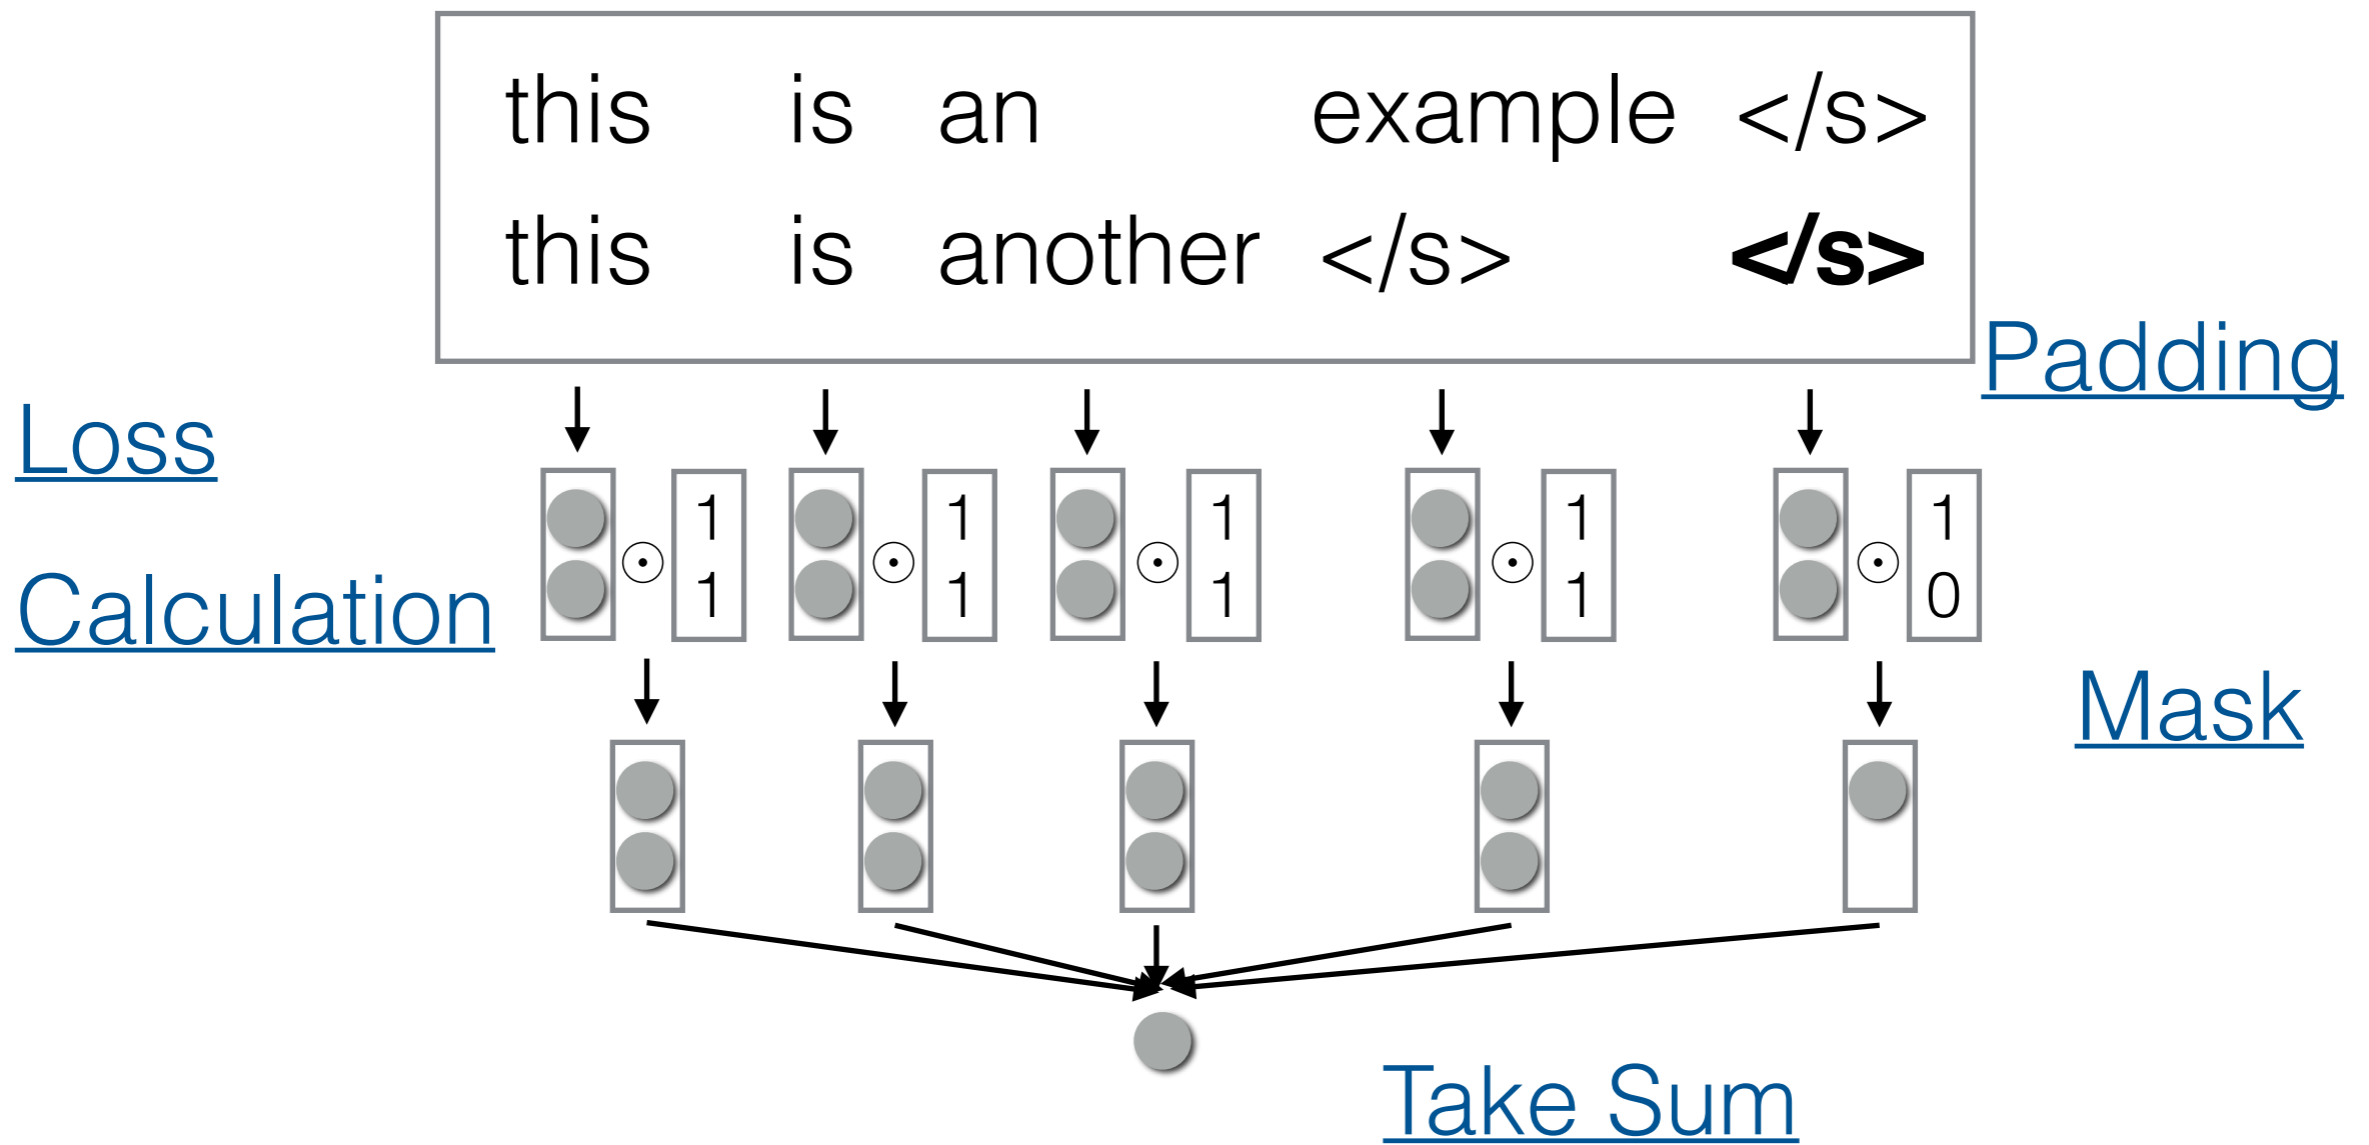 this is an example </s>
this is another </s> </s>
Padding
Loss
Calculation
1 1 1 1 1
1 1 1 1 0
Mask
Take Sum